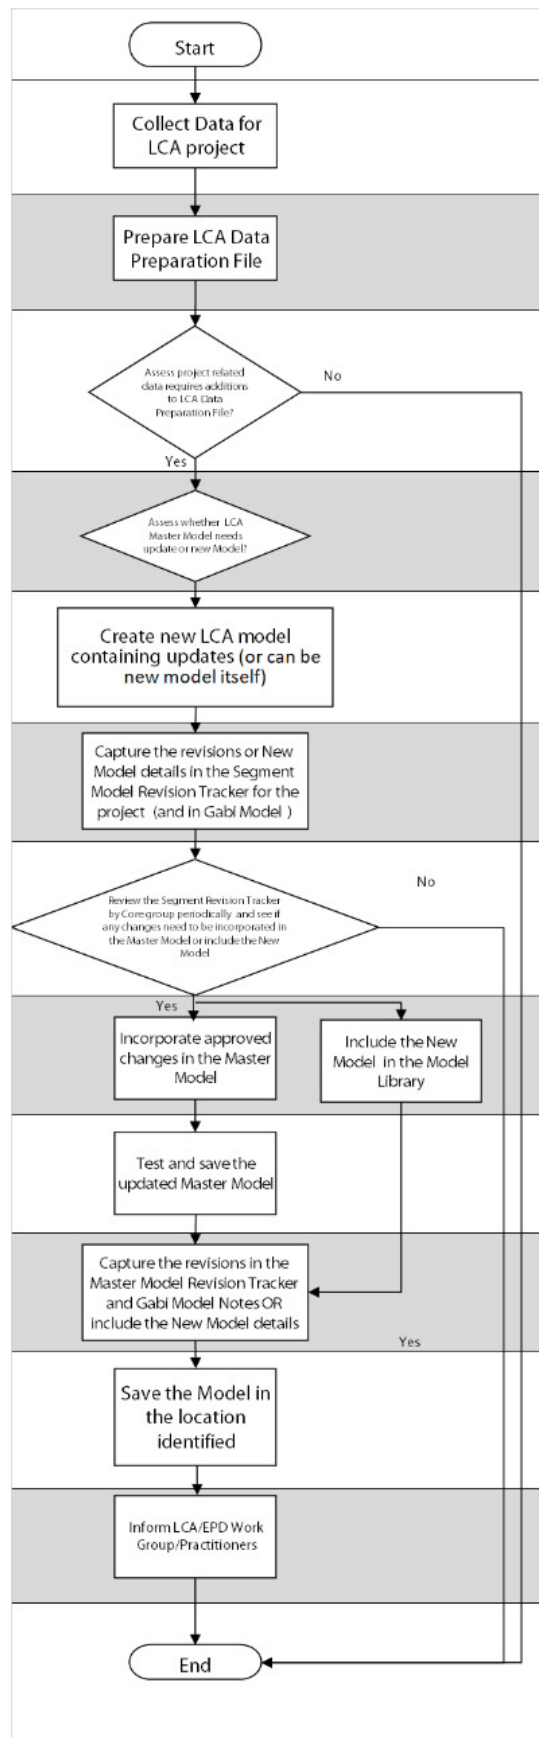 Start
Collect Data for
LCA project
Prepare LCA Data
Preparation File
Assess project related
data requires additions
to LCA Data
Preparation File?
No
Yes
Assess whether LCA
Master Model needs
update or new Model?
Create new LCA model
containing updates (or can be
new model itself)
Capture the revisions or New
Model details in the Segment
Model Revision Tracker for the
project (and in Gabi Model )
Review the Segment Revision Tracker
by Core group periodically and see if
any changes need to be incorporated in
the Master Model or include the New
Model
No
Yes
Incorporate approved
changes in the Master
Model
Include the New
Model in the Model
Library
Test and save the
updated Master Model
Capture the revisions in the
Master Model Revision Tracker
and Gabi Model Notes OR
include the New Model details
Yes
Save the Model in
the location
identified
Inform LCA/EPD Work
Group/Practitioners
End